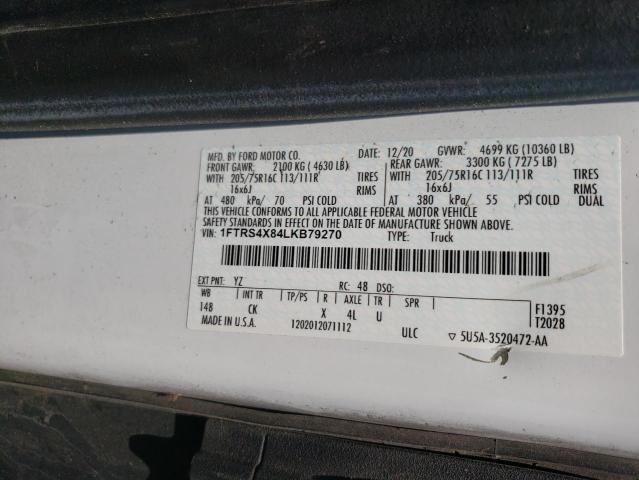 MFD. BY FORD MOTOR CO. DATE: 12/20 GVWR: 4699 KG (10360 LB)
FRONT GAWR: 2100 KG (4630 LB) REAR GAWR: 3300 KG (7275 LB)
WITH 205/75R16C 113/111R TIRES WITH 205/75R16C 113/111R TIRES
16x6J RIMS 16x6J RIMS
AT 480 kPa/ 70 PSI COLD AT 380 kPa/ 55 PSI COLD DUAL
THIS VEHICLE CONFORMS TO ALL APPLICABLE FEDERAL MOTOR VEHICLE
SAFETY STANDARDS IN EFFECT ON THE DATE OF MANUFACTURE SHOWN ABOVE.
VIN: 1FTRS4X84LKB79270 TYPE: Truck
EXT PNT: YZ RC: 48 DSO:
WB INT TR TP/PS R AXLE TR SPR
148 CK X 4L U
F1395
T2028
MADE IN U.S.A. 1202012071112 ULC ▽ 5U5A-3520472-AA